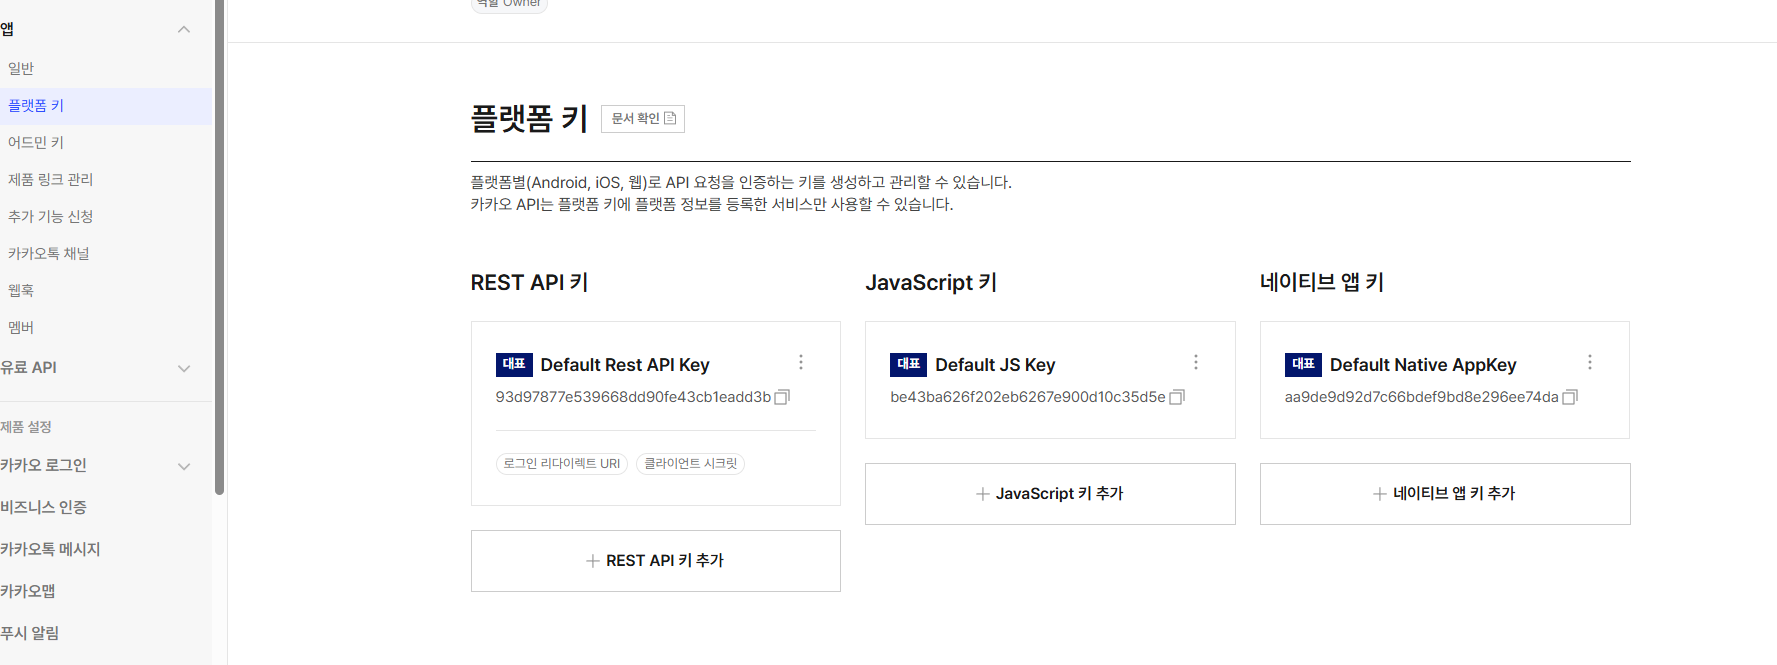 역할 Owner
앱
일반
플랫폼 키
어드민 키
제품 링크 관리
추가 기능 신청
카카오톡 채널
웹훅
멤버
유료 API
제품 설정
카카오 로그인
비즈니스 인증
카카오톡 메시지
카카오맵
푸시 알림
플랫폼 키
문서 확인
플랫폼별(Android, iOS, 웹)로 API 요청을 인증하는 키를 생성하고 관리할 수 있습니다.
카카오 API는 플랫폼 키에 플랫폼 정보를 등록한 서비스만 사용할 수 있습니다.
REST API 키
대표 Default Rest API Key
93d97877e539668dd90fe43cb1eadd3b
로그인 리다이렉트 URI 클라이언트 시크릿
REST API 키 추가
JavaScript 키
대표 Default JS Key
be43ba626f202eb6267e900d10c35d5e
JavaScript 키 추가
네이티브 앱 키
대표 Default Native AppKey
aa9de9d92d7c66bdef9bd8e296ee74da
네이티브 앱 키 추가